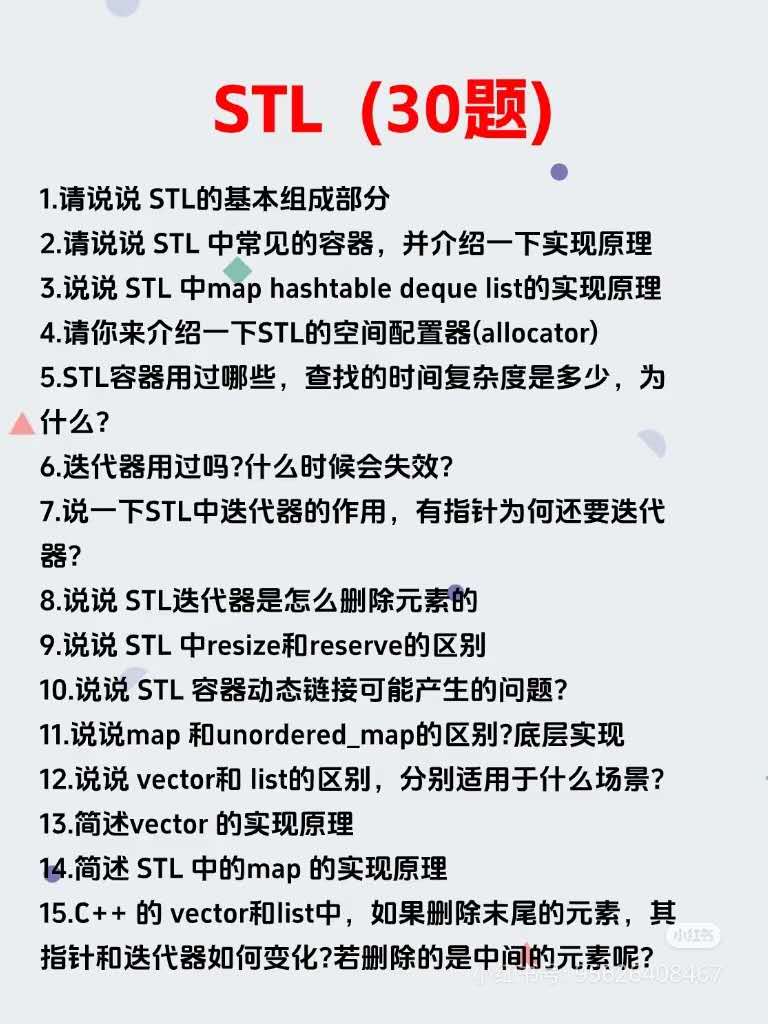 STL（30题)
1.请说说 STL的基本组成部分
2.请说说 STL 中常见的容器，并介绍一下实现原理
3.说说 STL 中map hashtable deque list的实现原理
4.请你来介绍一下STL的空间配置器(allocator)
5.STL容器用过哪些，查找的时间复杂度是多少，为
什么?
6.迭代器用过吗?什么时候会失效?
7.说一下STL中迭代器的作用，有指针为何还要迭代
器?
8.说说 STL迭代器是怎么删除元素的
9.说说 STL 中resize和reserve的区别
10.说说 STL 容器动态链接可能产生的问题?
11.说说map 和unordered_map的区别?底层实现
12.说说 vector和 list的区别，分别适用于什么场景?
13.简述vector 的实现原理
14.简述 STL 中的map 的实现原理
15.C++ 的 vector和list中，如果删除末尾的元素，其
指针和迭代器如何变化?若删除的是中间的元素呢?
小红书
小红书号